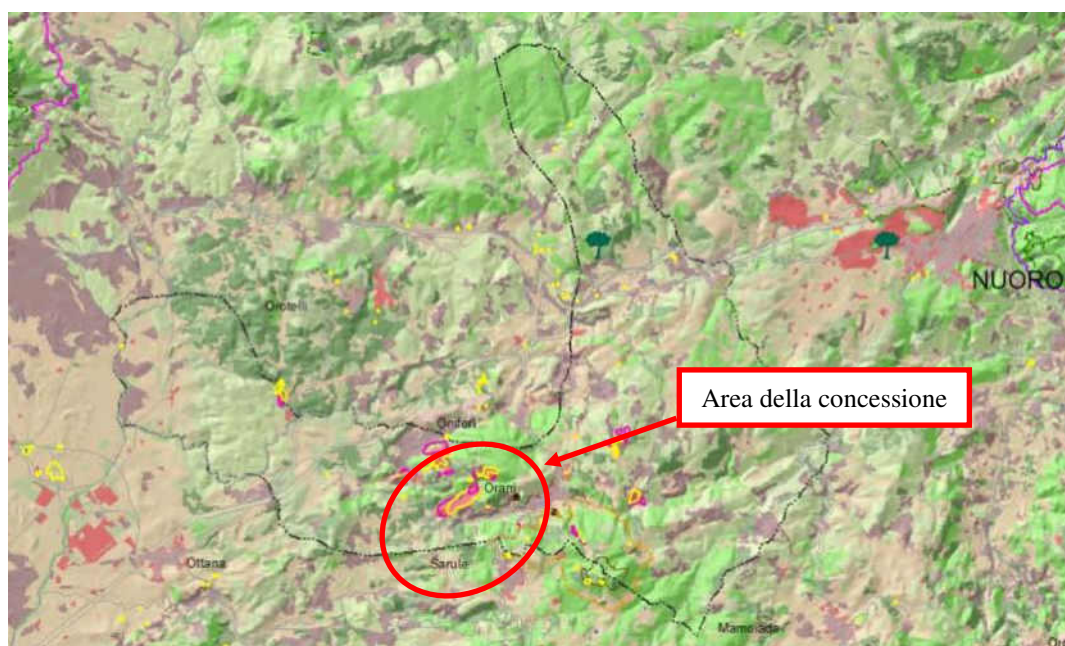 NUORO
Orotelli
Area della concessione
Oniferi
Orani
Ottana
Sarule
Mamoiada